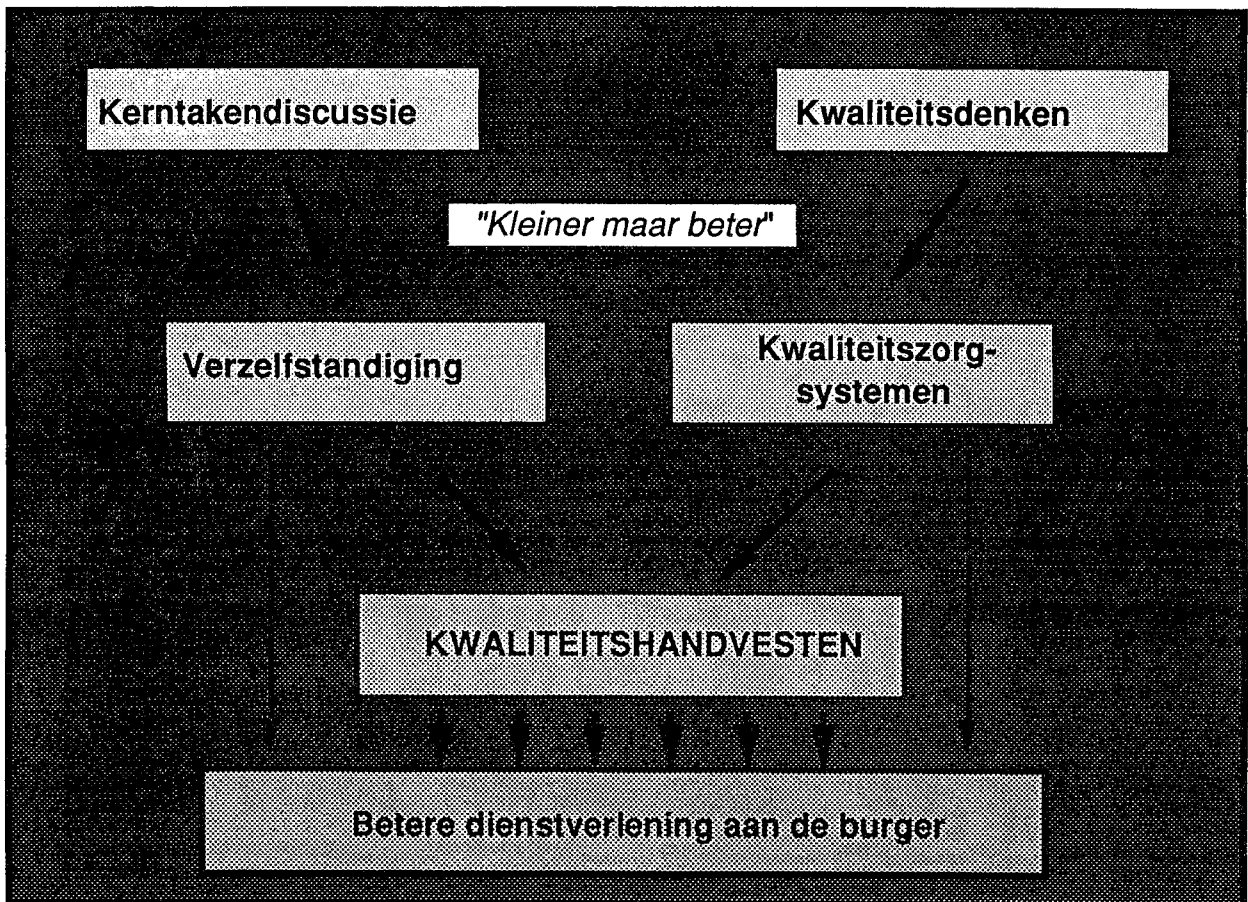 Kerntakendiscussie
Kwaliteitsdenken
"Kleiner maar beter"
Verzelfstandiging
Kwaliteitszorg-
systemen
KWALITEITSHANDVESTEN
Betere dienstverlening aan de burger